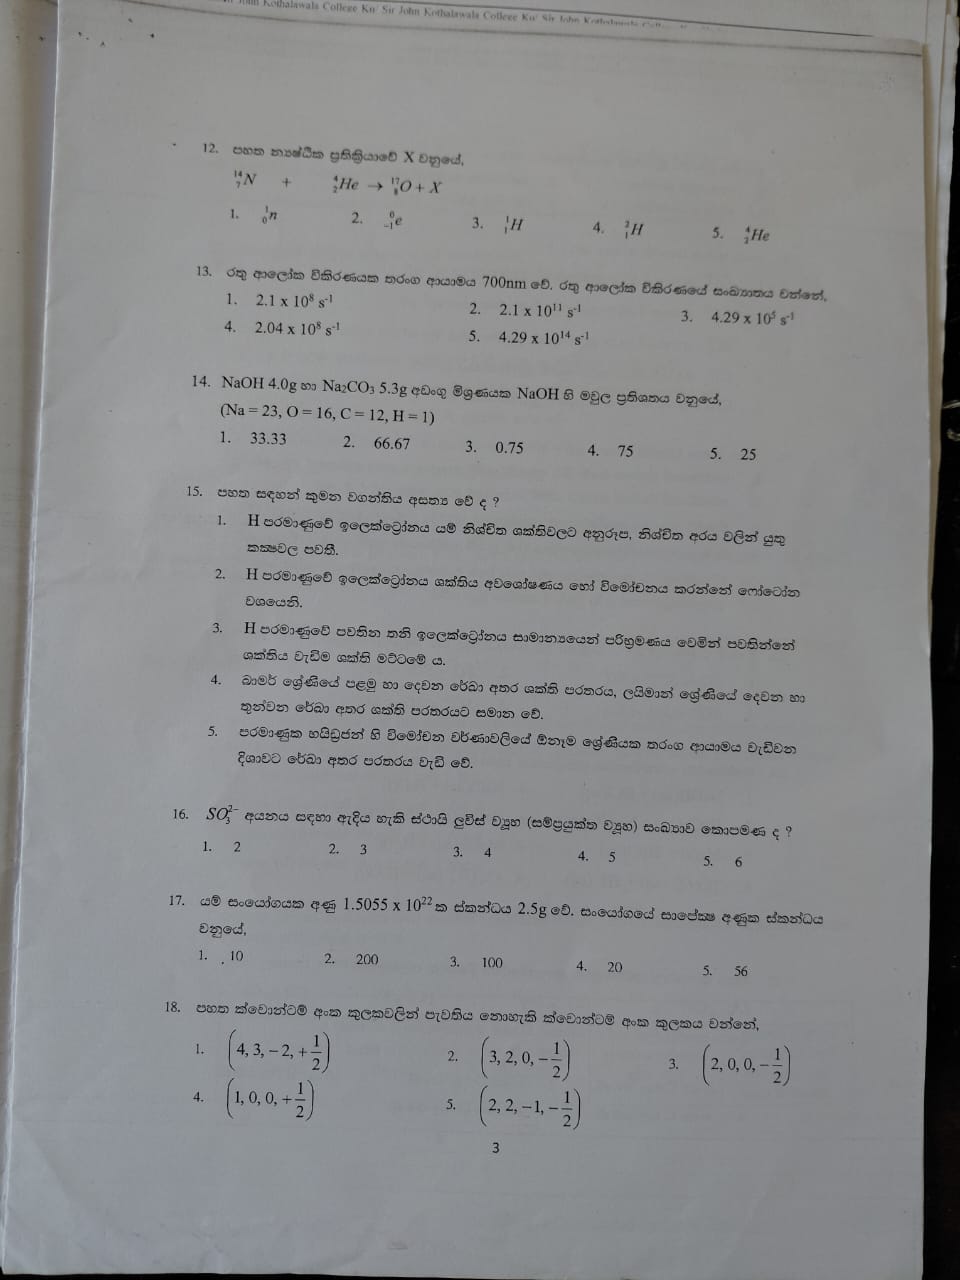 John Kothalawala College Ku/ Sir John Kothalawala College Ku/ Sir John
12. පහත න්‍යෂ්ඨික ප්‍රතික්‍රියාවේ X වනුයේ,
¹⁴₇N + ⁴₂He → ¹⁷₈O + X
1. ¹₀n 2. ⁰₋₁e 3. ¹₁H 4. ²₁H 5. ⁴₂He
13. රතු ආලෝක විකිරණයක තරංග ආයාමය 700nm වේ. රතු ආලෝක විකිරණයේ සංඛ්‍යාතය වන්නේ,
1. 2.1 x 10⁸ s⁻¹ 2. 2.1 x 10¹¹ s⁻¹ 3. 4.29 x 10⁵ s⁻¹
4. 2.04 x 10⁸ s⁻¹ 5. 4.29 x 10¹⁴ s⁻¹
14. NaOH 4.0g හා Na₂CO₃ 5.3g අඩංගු මිශ්‍රණයක NaOH හි මවුල ප්‍රතිශතය වනුයේ,
(Na = 23, O = 16, C = 12, H = 1)
1. 33.33 2. 66.67 3. 0.75 4. 75 5. 25
15. පහත සඳහන් කුමන වගන්තිය අසත්‍ය වේ ද ?
1. H පරමාණුවේ ඉලෙක්ට්‍රෝනය යම් නිශ්චිත ශක්තිවලට අනුරූප, නිශ්චිත අරය වලින් යුතු
කක්‍ෂවල පවතී.
2. H පරමාණුවේ ඉලෙක්ට්‍රෝනය ශක්තිය අවශෝෂණය හෝ විමෝචනය කරන්නේ ෆෝටෝන
වශයෙනි.
3. H පරමාණුවේ පවතින තනි ඉලෙක්ට්‍රෝනය සාමාන්‍යයෙන් පරිභ්‍රමණය වෙමින් පවතින්නේ
ශක්තිය වැඩිම ශක්ති මට්ටමේ ය.
4. බාමර් ශ්‍රේණියේ පළමු හා දෙවන රේඛා අතර ශක්ති පරතරය, ලයිමාන් ශ්‍රේණියේ දෙවන හා
තුන්වන රේඛා අතර ශක්ති පරතරයට සමාන වේ.
5. පරමාණුක හයිඩ්‍රජන් හි විමෝචන වර්ණාවලියේ ඕනෑම ශ්‍රේණියක තරංග ආයාමය වැඩිවන
දිශාවට රේඛා අතර පරතරය වැඩි වේ.
16. SO₃²⁻ අයනය සඳහා ඇදිය හැකි ස්ථායි ලුවිස් ව්‍යූහ (සම්ප්‍රයුක්ත ව්‍යූහ) සංඛ්‍යාව කොපමණ ද ?
1. 2 2. 3 3. 4 4. 5 5. 6
17. යම් සංයෝගයක අණු 1.5055 x 10²² ක ස්කන්ධය 2.5g වේ. සංයෝගයේ සාපේක්‍ෂ අණුක ස්කන්ධය
වනුයේ,
1. 10 2. 200 3. 100 4. 20 5. 56
18. පහත ක්වොන්ටම් අංක කුලකවලින් පැවතිය නොහැකි ක්වොන්ටම් අංක කුලකය වන්නේ,
1. (4, 3, −2, +1/2) 2. (3, 2, 0, −1/2) 3. (2, 0, 0, −1/2)
4. (1, 0, 0, +1/2) 5. (2, 2, −1, −1/2)
3